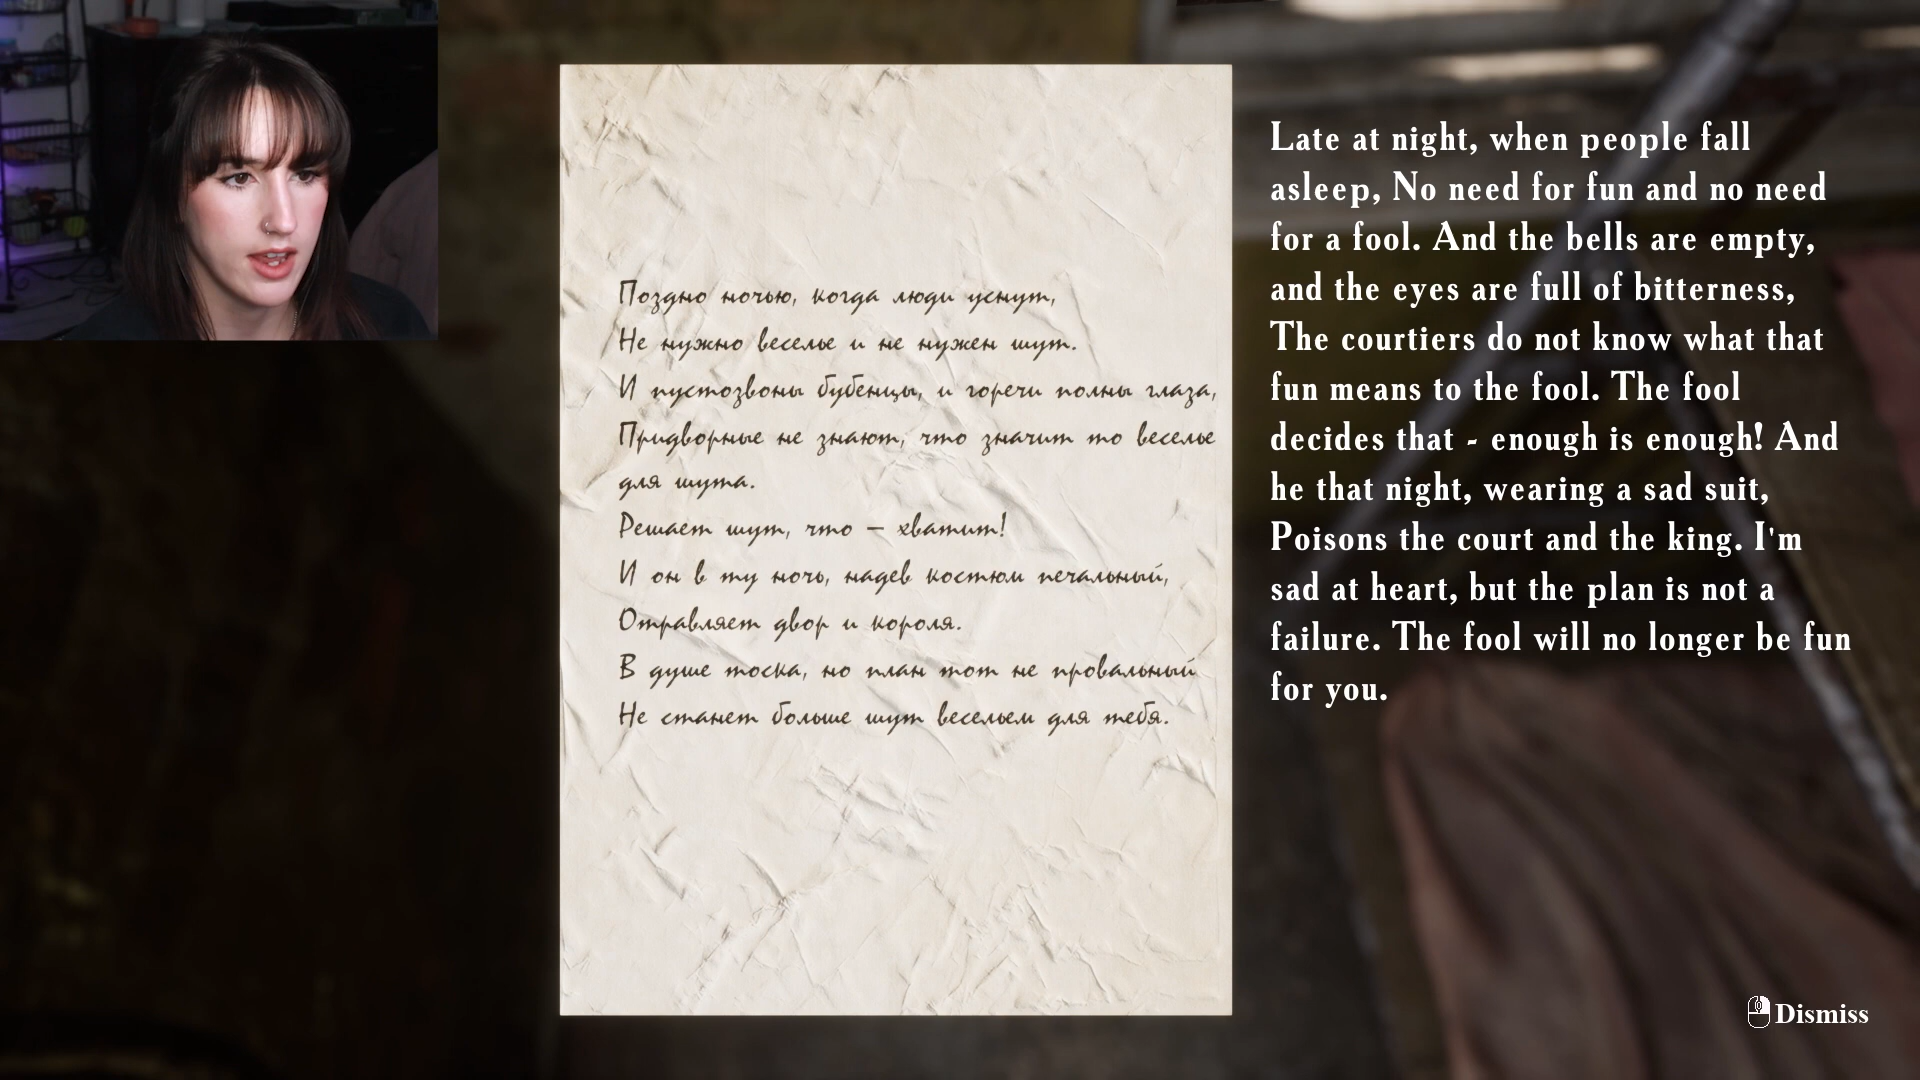 Поздно ночью, когда люди уснут,
Не нужно веселье и не нужен шут.
И пустозвоны бубенцы, и горечи полны глаза,
Придворные не знают, что значит то веселье
для шута.
Решает шут, что – хватит!
И он в ту ночь, надев костюм печальный,
Отравляет двор и короля.
В душе тоска, но план тот не провальный
Не станет больше шут весельем для тебя.
Late at night, when people fall
asleep, No need for fun and no need
for a fool. And the bells are empty,
and the eyes are full of bitterness,
The courtiers do not know what that
fun means to the fool. The fool
decides that - enough is enough! And
he that night, wearing a sad suit,
Poisons the court and the king. I'm
sad at heart, but the plan is not a
failure. The fool will no longer be fun
for you.
Dismiss